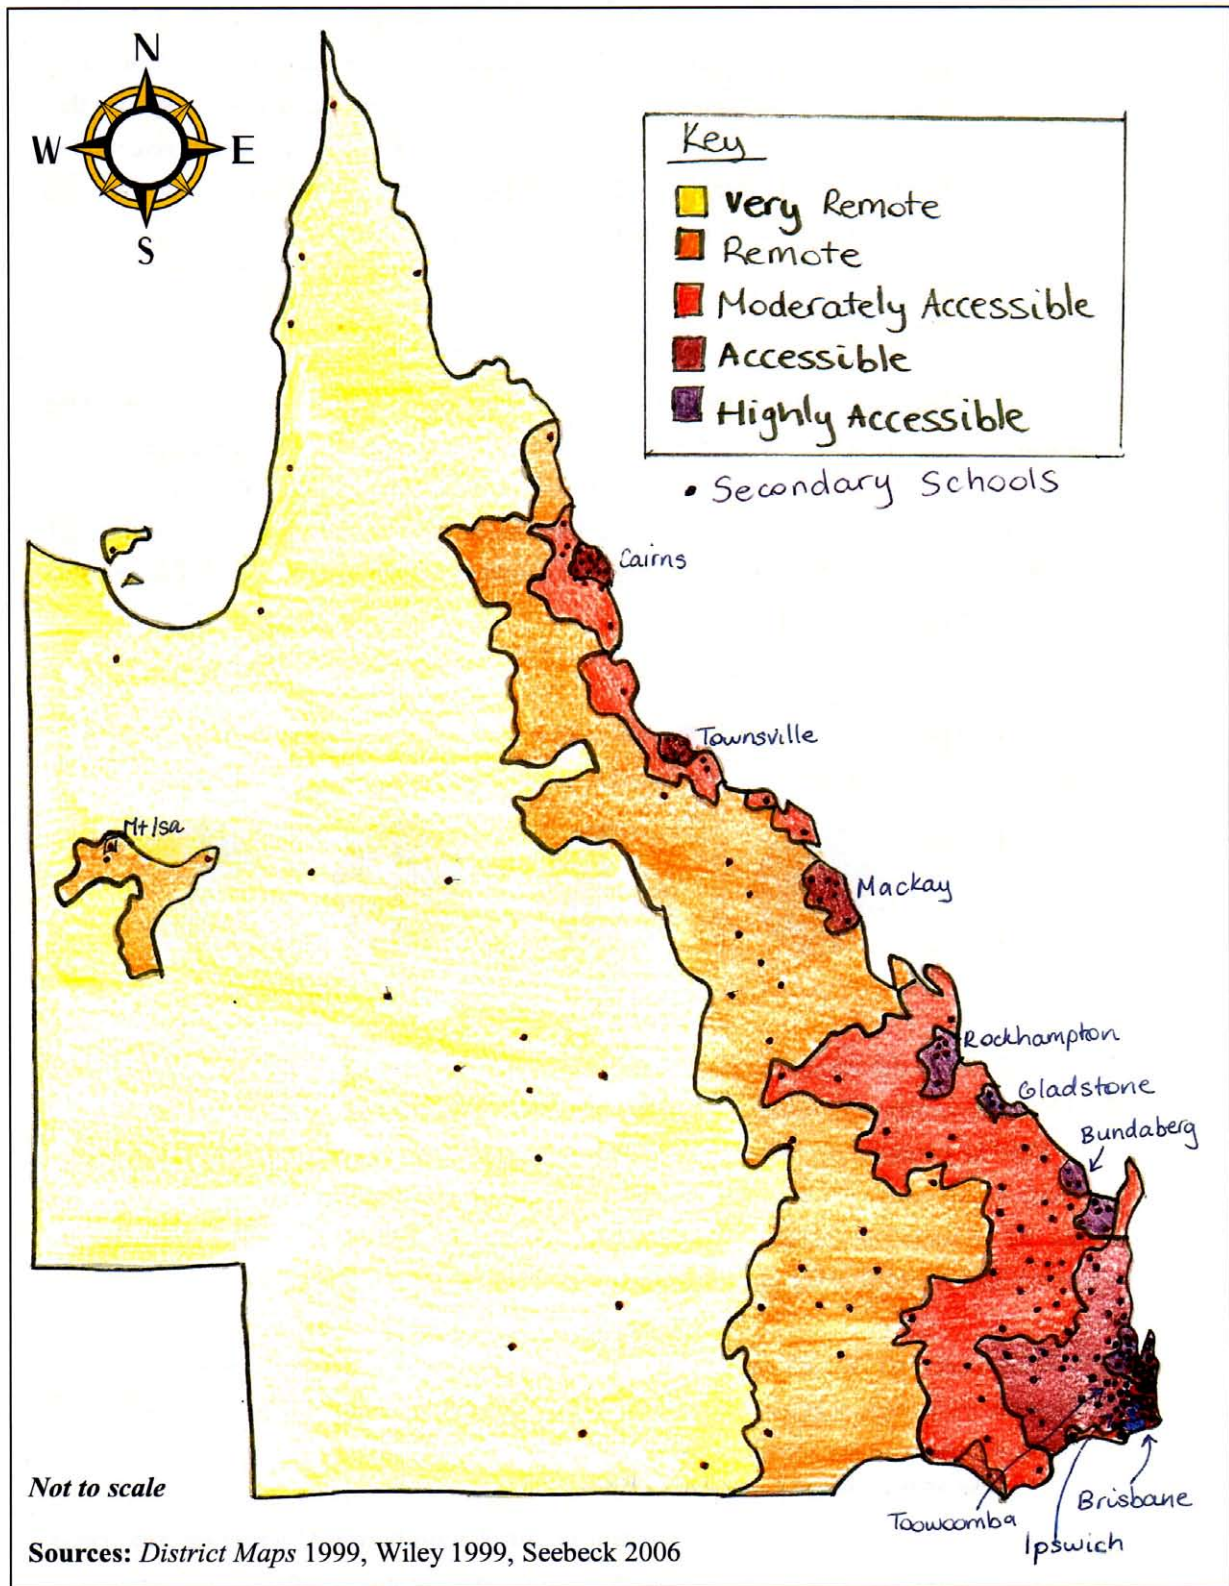 N
W
E
S
Key
Very Remote
Remote
Moderately Accessible
Accessible
Highly Accessible
• Secondary Schools
Cairns
Townsville
Mt Isa
Mackay
Rockhampton
Gladstone
Bundaberg
Toowoomba
Ipswich
Brisbane
Not to scale
Sources: District Maps 1999, Wiley 1999, Seebeck 2006